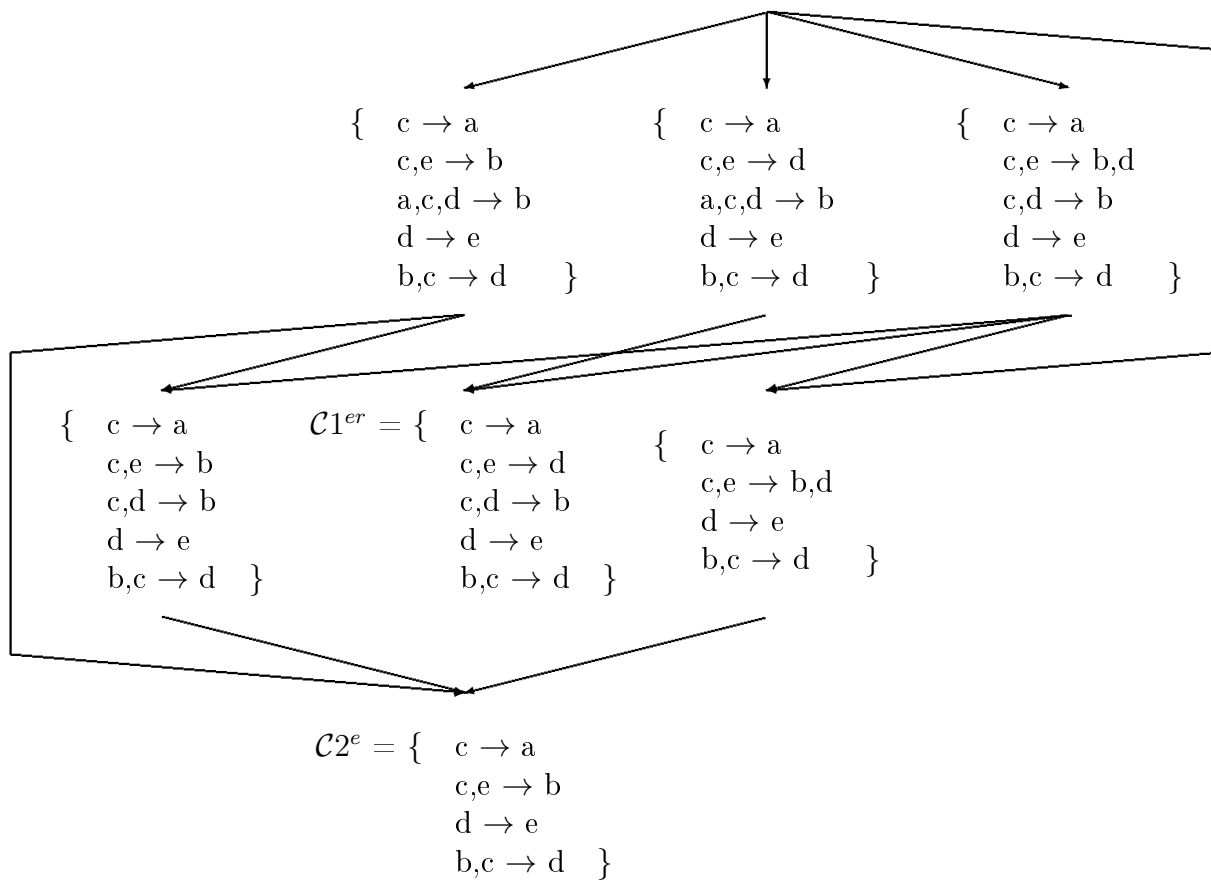 { c → a
c,e → b
a,c,d → b
d → e
b,c → d }
{ c → a
c,e → d
a,c,d → b
d → e
b,c → d }
{ c → a
c,e → b,d
c,d → b
d → e
b,c → d }
{ c → a
c,e → b
c,d → b
d → e
b,c → d }
𝒞1^{er} = { c → a
c,e → d
c,d → b
d → e
b,c → d }
{ c → a
c,e → b,d
d → e
b,c → d }
𝒞2^{e} = { c → a
c,e → b
d → e
b,c → d }